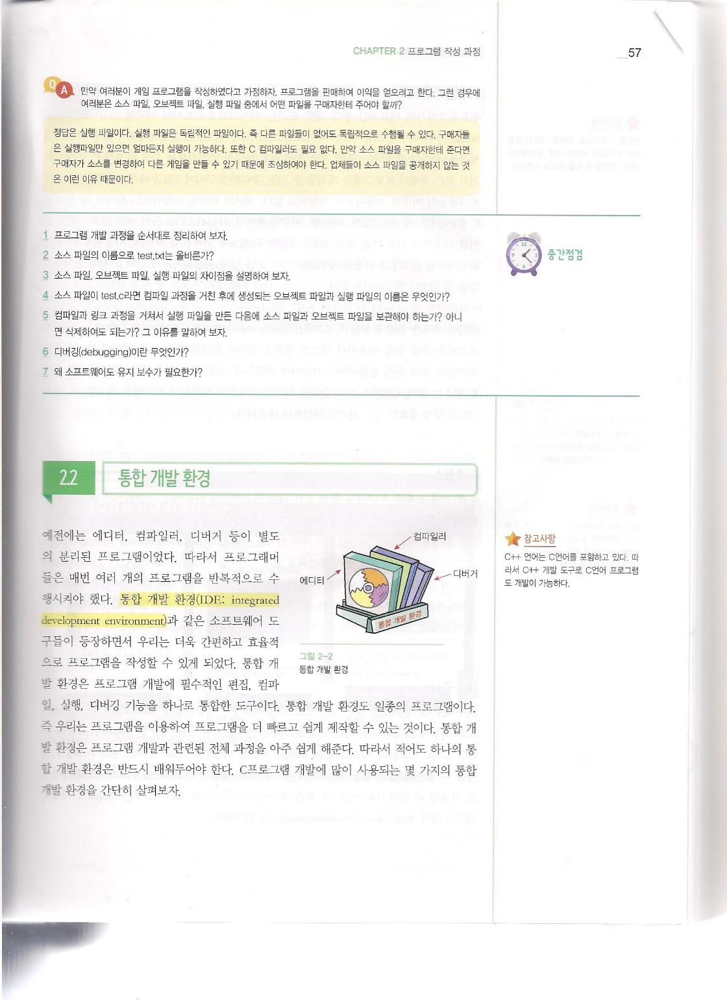 CHAPTER 2 프로그램 작성 과정
57
Q A
만약 여러분이 게임 프로그램을 작성하였다고 가정하자. 프로그램을 판매하여 이익을 얻으려고 한다. 그런 경우에
여러분은 소스 파일, 오브젝트 파일, 실행 파일 중에서 어떤 파일을 구매자한테 주어야 할까?
정답은 실행 파일이다. 실행 파일은 독립적인 파일이다. 즉 다른 파일들이 없어도 독립적으로 수행될 수 있다. 구매자들
은 실행파일만 있으면 얼마든지 실행이 가능하다. 또한 C 컴파일러도 필요 없다. 만약 소스 파일을 구매자한테 준다면
구매자가 소스를 변경하여 다른 게임을 만들 수 있기 때문에 조심하여야 한다. 업체들이 소스 파일을 공개하지 않는 것
은 이런 이유 때문이다.
중간점검
1 프로그램 개발 과정을 순서대로 정리하여 보자.
2 소스 파일의 이름으로 test.txt는 올바른가?
3 소스 파일, 오브젝트 파일, 실행 파일의 차이점을 설명하여 보자.
4 소스 파일이 test.c라면 컴파일 과정을 거친 후에 생성되는 오브젝트 파일과 실행 파일의 이름은 무엇인가?
5 컴파일과 링크 과정을 거쳐서 실행 파일을 만든 다음에 소스 파일과 오브젝트 파일을 보관해야 하는가? 아니
면 삭제하여도 되는가? 그 이유를 말하여 보자.
6 디버깅(debugging)이란 무엇인가?
7 왜 소프트웨어도 유지 보수가 필요한가?
2.2 통합 개발 환경
예전에는 에디터, 컴파일러, 디버거 등이 별도
의 분리된 프로그램이었다. 따라서 프로그래머
들은 매번 여러 개의 프로그램을 반복적으로 수
행시켜야 했다. 통합 개발 환경(IDE: integrated
development environment)과 같은 소프트웨어 도
구들이 등장하면서 우리는 더욱 간편하고 효율적
으로 프로그램을 작성할 수 있게 되었다. 통합 개
발 환경은 프로그램 개발에 필수적인 편집, 컴파
일, 실행, 디버깅 기능을 하나로 통합한 도구이다. 통합 개발 환경도 일종의 프로그램이다.
즉 우리는 프로그램을 이용하여 프로그램을 더 빠르고 쉽게 제작할 수 있는 것이다. 통합 개
발 환경은 프로그램 개발과 관련된 전체 과정을 아주 쉽게 해준다. 따라서 적어도 하나의 통
합 개발 환경은 반드시 배워두어야 한다. C프로그램 개발에 많이 사용되는 몇 가지의 통합
개발 환경을 간단히 살펴보자.
컴파일러
에디터
디버거
통합 개발 환경
그림 2-2
통합 개발 환경
참고사항
C++ 언어는 C언어를 포함하고 있다. 따
라서 C++ 개발 도구로 C언어 프로그램
도 개발이 가능하다.